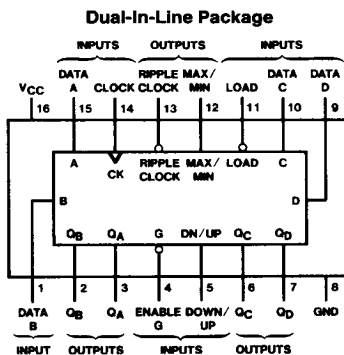 Dual-In-Line Package
INPUTS OUTPUTS INPUTS
DATA RIPPLE MAX/ DATA DATA
VCC A CLOCK CLOCK MIN LOAD C D
16 15 14 13 12 11 10 9
A RIPPLE MAX/ LOAD C
CK CLOCK MIN
B D
QB QA G DN/UP QC QD
1 2 3 4 5 6 7 8
DATA QB QA ENABLE DOWN/ QC QD GND
B G UP
INPUT OUTPUTS INPUTS OUTPUTS